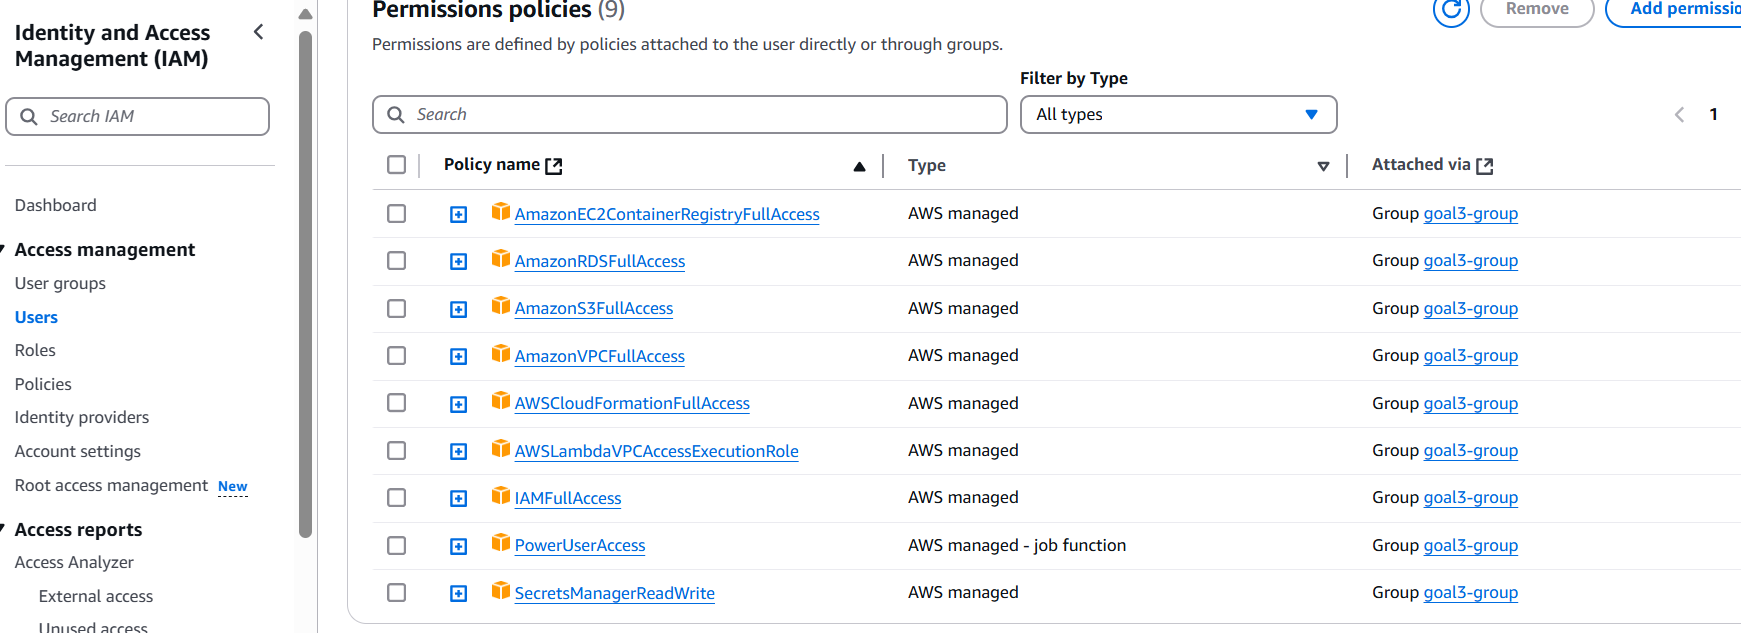 Identity and Access
Management (IAM)
Search IAM
Dashboard
Access management
User groups
Users
Roles
Policies
Identity providers
Account settings
Root access management New
Access reports
Access Analyzer
External access
Unused access
Permissions policies (9)
Remove
Add permissio
Permissions are defined by policies attached to the user directly or through groups.
Filter by Type
Search
All types
1
Policy name Type Attached via
AmazonEC2ContainerRegistryFullAccess AWS managed Group goal3-group
AmazonRDSFullAccess AWS managed Group goal3-group
AmazonS3FullAccess AWS managed Group goal3-group
AmazonVPCFullAccess AWS managed Group goal3-group
AWSCloudFormationFullAccess AWS managed Group goal3-group
AWSLambdaVPCAccessExecutionRole AWS managed Group goal3-group
IAMFullAccess AWS managed Group goal3-group
PowerUserAccess AWS managed - job function Group goal3-group
SecretsManagerReadWrite AWS managed Group goal3-group